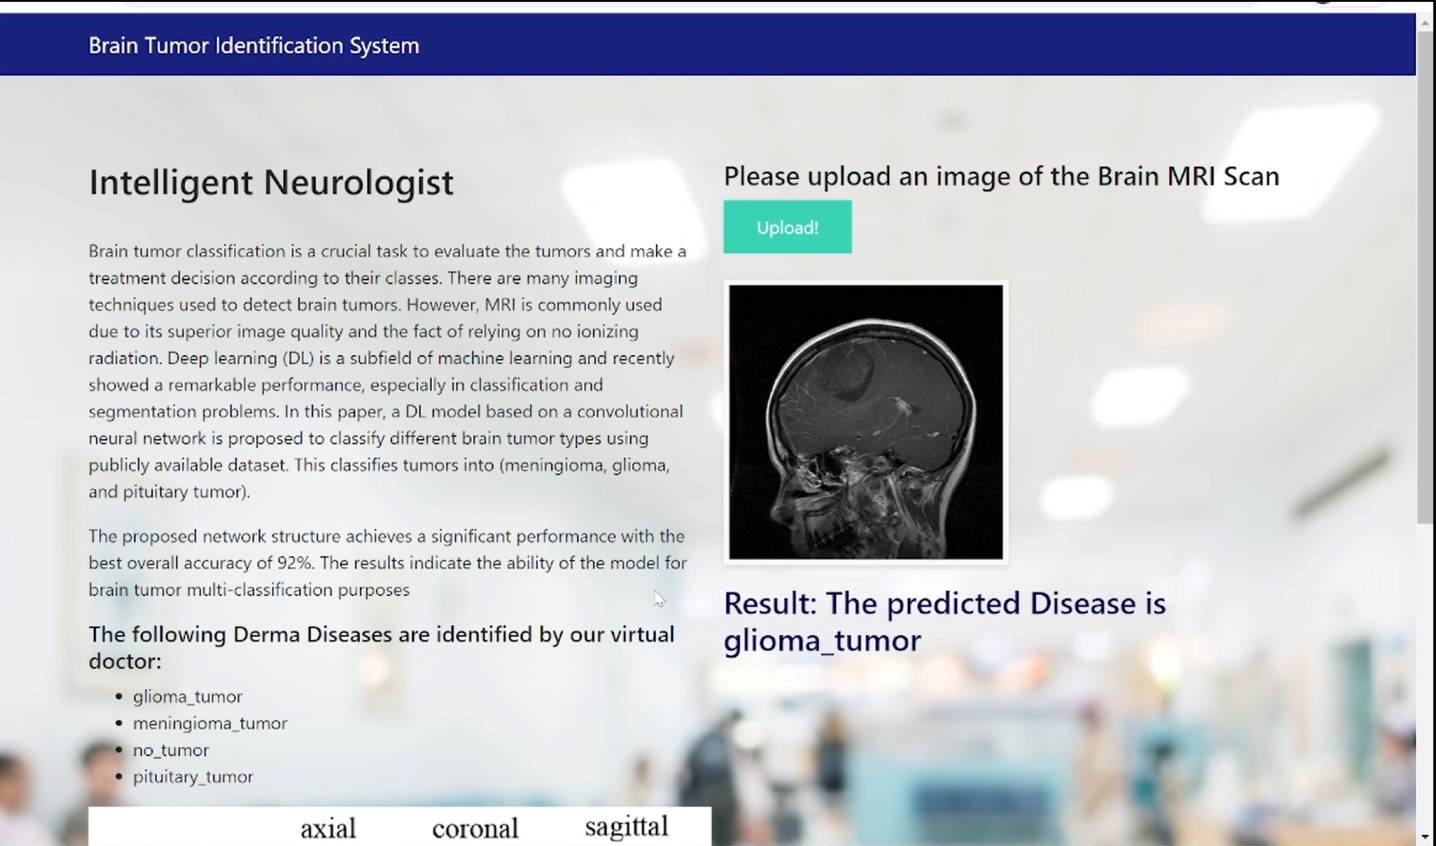 Brain Tumor Identification System
Intelligent Neurologist
Brain tumor classification is a crucial task to evaluate the tumors and make a
treatment decision according to their classes. There are many imaging
techniques used to detect brain tumors. However, MRI is commonly used
due to its superior image quality and the fact of relying on no ionizing
radiation. Deep learning (DL) is a subfield of machine learning and recently
showed a remarkable performance, especially in classification and
segmentation problems. In this paper, a DL model based on a convolutional
neural network is proposed to classify different brain tumor types using
publicly available dataset. This classifies tumors into (meningioma, glioma,
and pituitary tumor).
The proposed network structure achieves a significant performance with the
best overall accuracy of 92%. The results indicate the ability of the model for
brain tumor multi-classification purposes
The following Derma Diseases are identified by our virtual
doctor:
• glioma_tumor
• meningioma_tumor
• no_tumor
• pituitary_tumor
axial coronal sagittal
Please upload an image of the Brain MRI Scan
Upload!
Result: The predicted Disease is
glioma_tumor